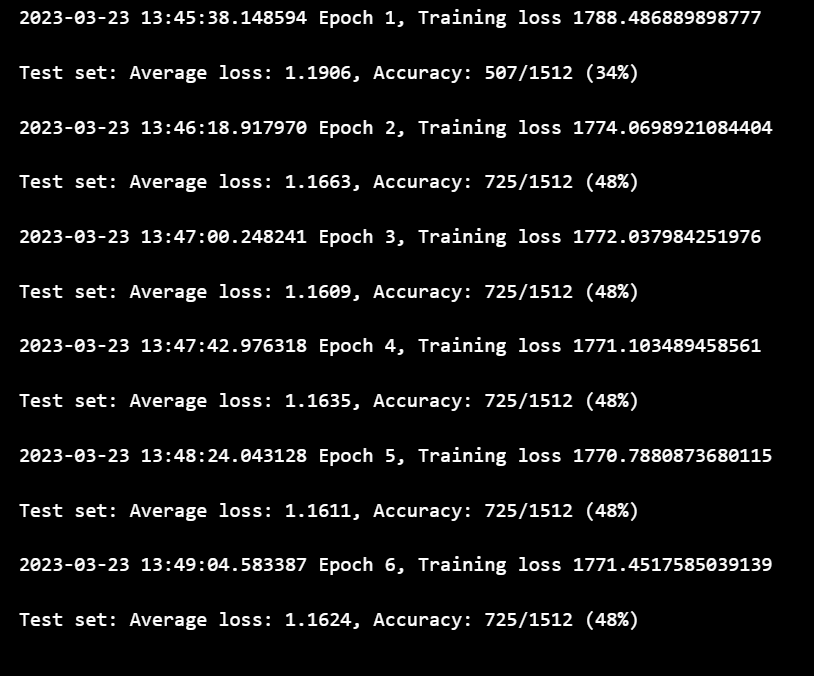 2023-03-23 13:45:38.148594 Epoch 1, Training loss 1788.486889898777
Test set: Average loss: 1.1906, Accuracy: 507/1512 (34%)
2023-03-23 13:46:18.917970 Epoch 2, Training loss 1774.0698921084404
Test set: Average loss: 1.1663, Accuracy: 725/1512 (48%)
2023-03-23 13:47:00.248241 Epoch 3, Training loss 1772.037984251976
Test set: Average loss: 1.1609, Accuracy: 725/1512 (48%)
2023-03-23 13:47:42.976318 Epoch 4, Training loss 1771.103489458561
Test set: Average loss: 1.1635, Accuracy: 725/1512 (48%)
2023-03-23 13:48:24.043128 Epoch 5, Training loss 1770.7880873680115
Test set: Average loss: 1.1611, Accuracy: 725/1512 (48%)
2023-03-23 13:49:04.583387 Epoch 6, Training loss 1771.4517585039139
Test set: Average loss: 1.1624, Accuracy: 725/1512 (48%)